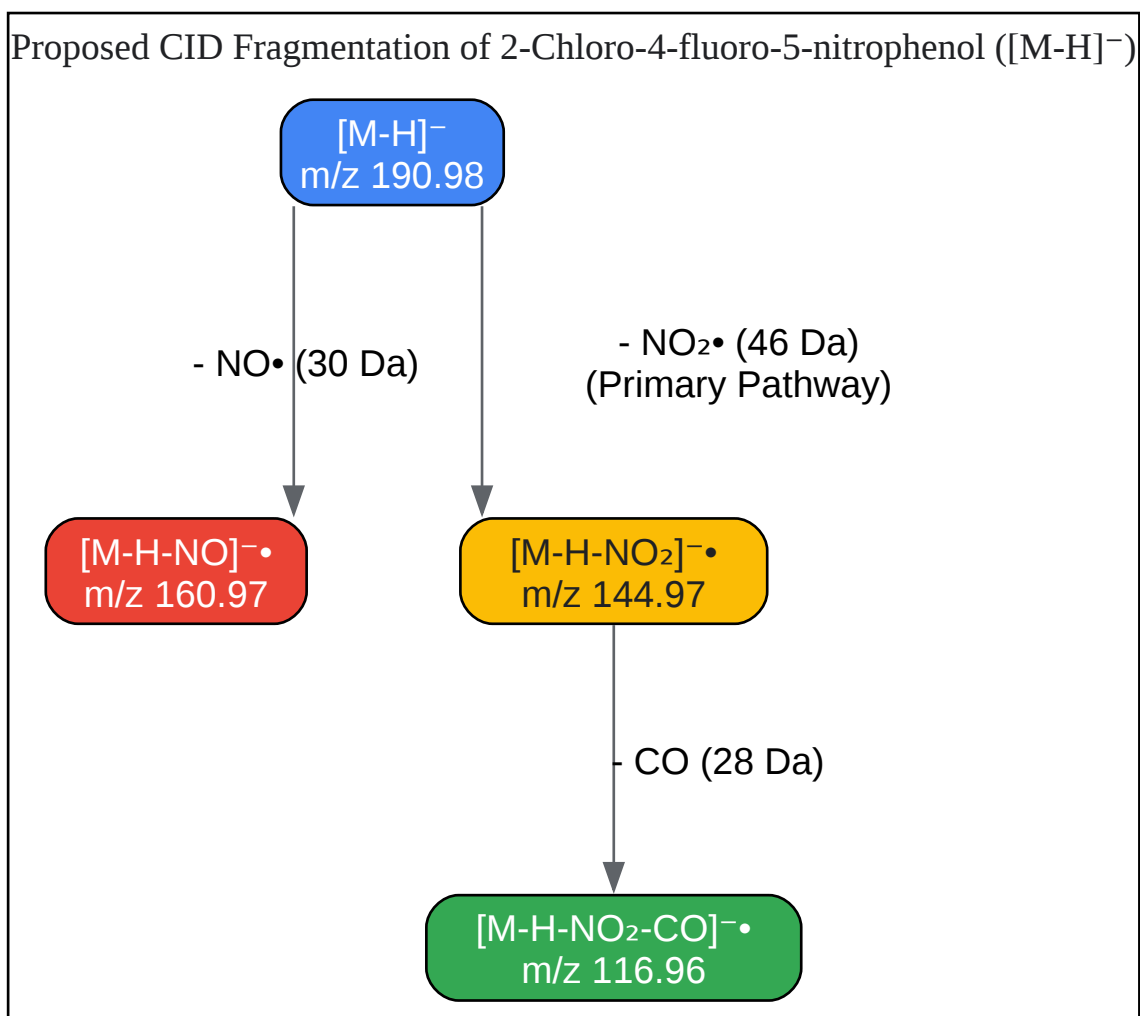 Proposed CID Fragmentation of 2-Chloro-4-fluoro-5-nitrophenol ([M-H]⁻)
[M-H]⁻
m/z 190.98
- NO• (30 Da)
- NO₂• (46 Da)
(Primary Pathway)
[M-H-NO]⁻•
m/z 160.97
[M-H-NO₂]⁻•
m/z 144.97
- CO (28 Da)
[M-H-NO₂-CO]⁻•
m/z 116.96